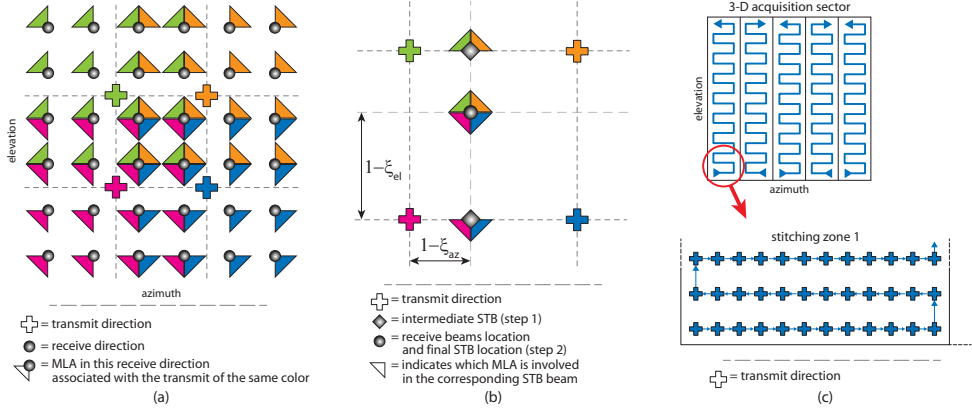 elevation
azimuth
= transmit direction
= receive direction
= MLA in this receive direction
associated with the transmit of the same color
(a)
1−ξel
1−ξaz
= transmit direction
= intermediate STB (step 1)
= receive beams location
and final STB location (step 2)
= indicates which MLA is involved
in the corresponding STB beam
(b)
3-D acquisition sector
elevation
azimuth
stitching zone 1
= transmit direction
(c)